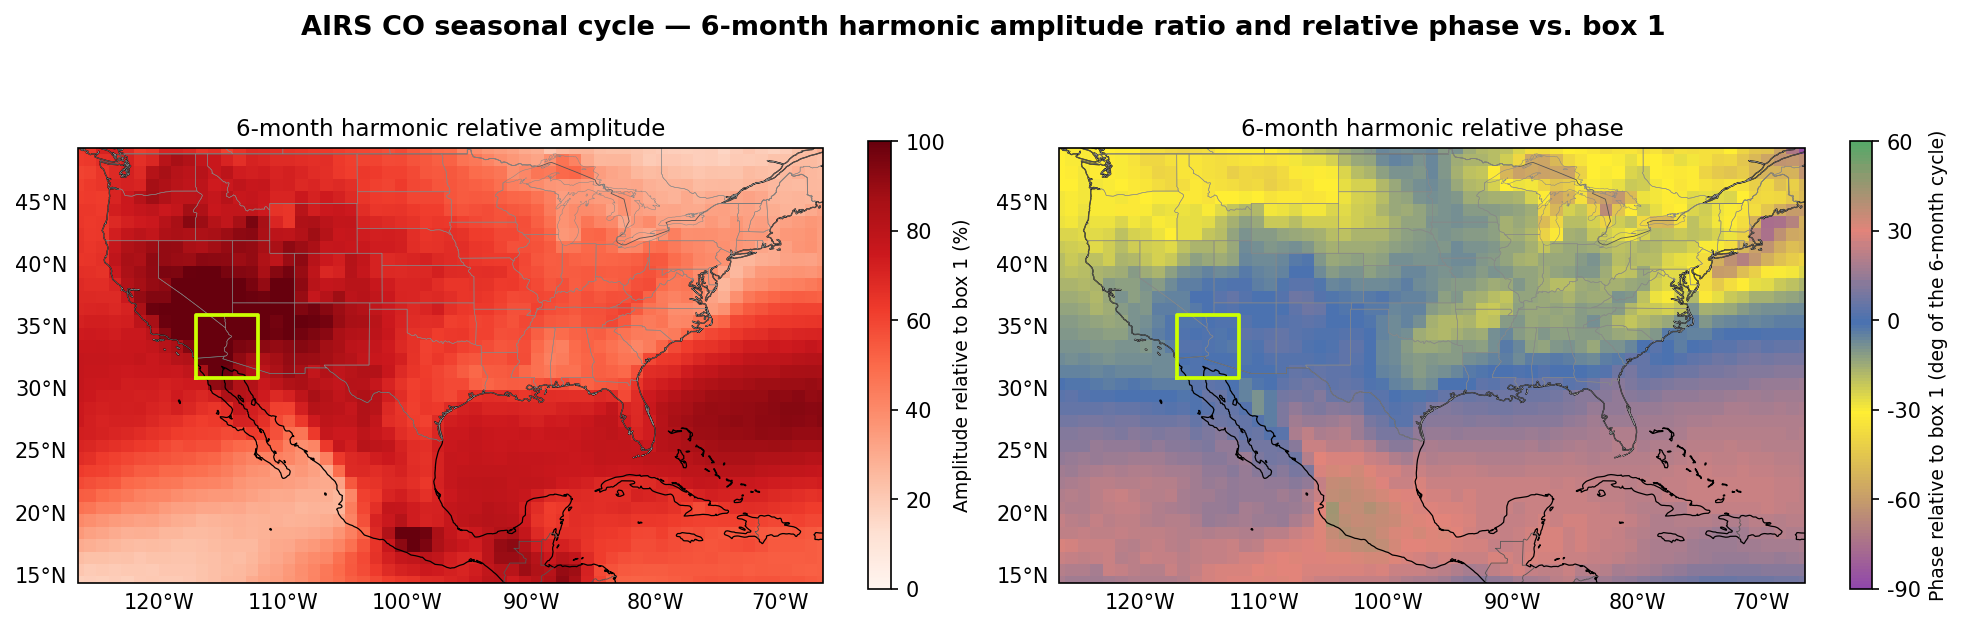 AIRS CO seasonal cycle — 6-month harmonic amplitude ratio and relative phase vs. box 1
6-month harmonic relative amplitude
45°N
40°N
35°N
30°N
25°N
20°N
15°N
120°W 110°W 100°W 90°W 80°W 70°W
100
80
60
40
20
0
Amplitude relative to box 1 (%)
6-month harmonic relative phase
45°N
40°N
35°N
30°N
25°N
20°N
15°N
120°W 110°W 100°W 90°W 80°W 70°W
60
30
0
-30
-60
-90
Phase relative to box 1 (deg of the 6-month cycle)